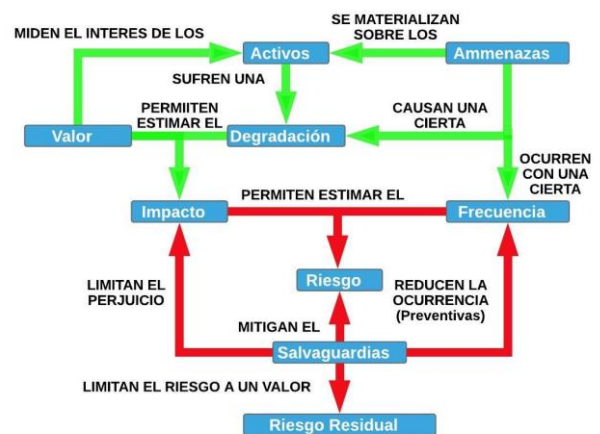 MIDEN EL INTERES DE LOS
SE MATERIALIZAN
SOBRE LOS
Activos
Ammenazas
SUFREN UNA
PERMIITEN
ESTIMAR EL
CAUSAN UNA
CIERTA
Valor
Degradación
OCURREN
CON UNA
CIERTA
PERMITEN ESTIMAR EL
Impacto
Frecuencia
LIMITAN EL
PERJUICIO
Riesgo
REDUCEN LA
OCURRENCIA
(Preventivas)
MITIGAN EL
Salvaguardias
LIMITAN EL RIESGO A UN VALOR
Riesgo Residual